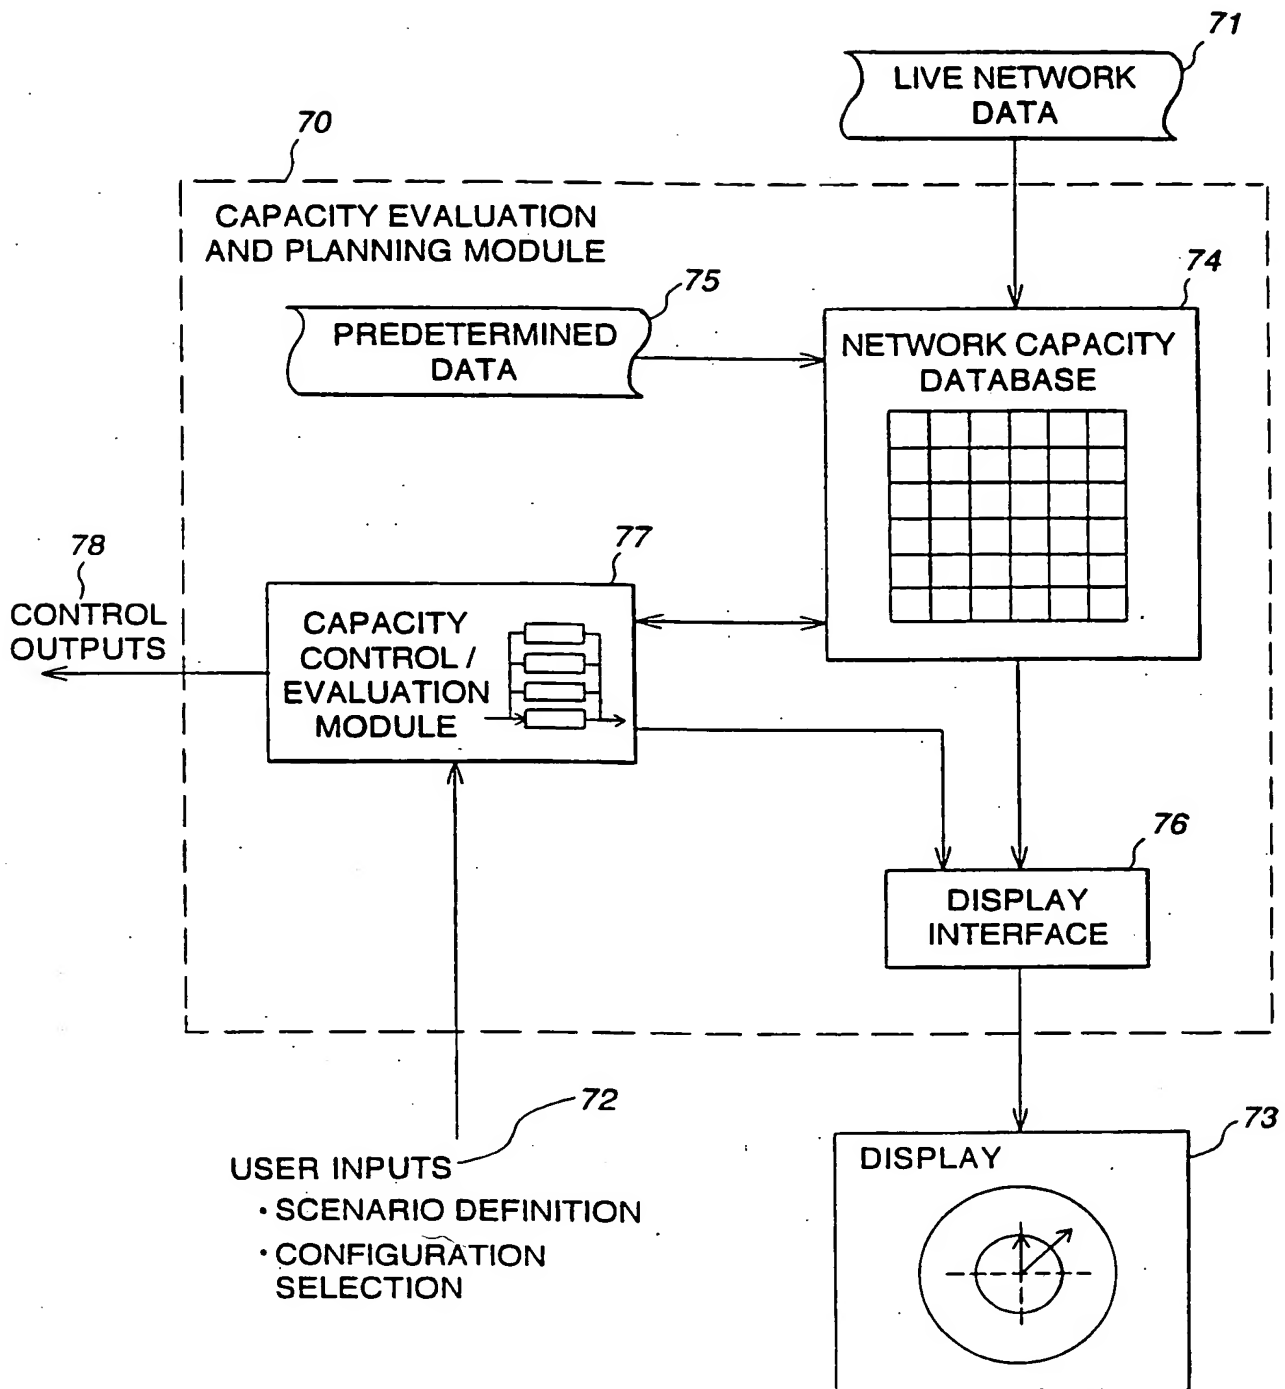 71
LIVE NETWORK
DATA
70
CAPACITY EVALUATION
AND PLANNING MODULE
75
PREDETERMINED
DATA
74
NETWORK CAPACITY
DATABASE
78
CONTROL
OUTPUTS
77
CAPACITY
CONTROL /
EVALUATION
MODULE
76
DISPLAY
INTERFACE
72
USER INPUTS
• SCENARIO DEFINITION
• CONFIGURATION
SELECTION
73
DISPLAY